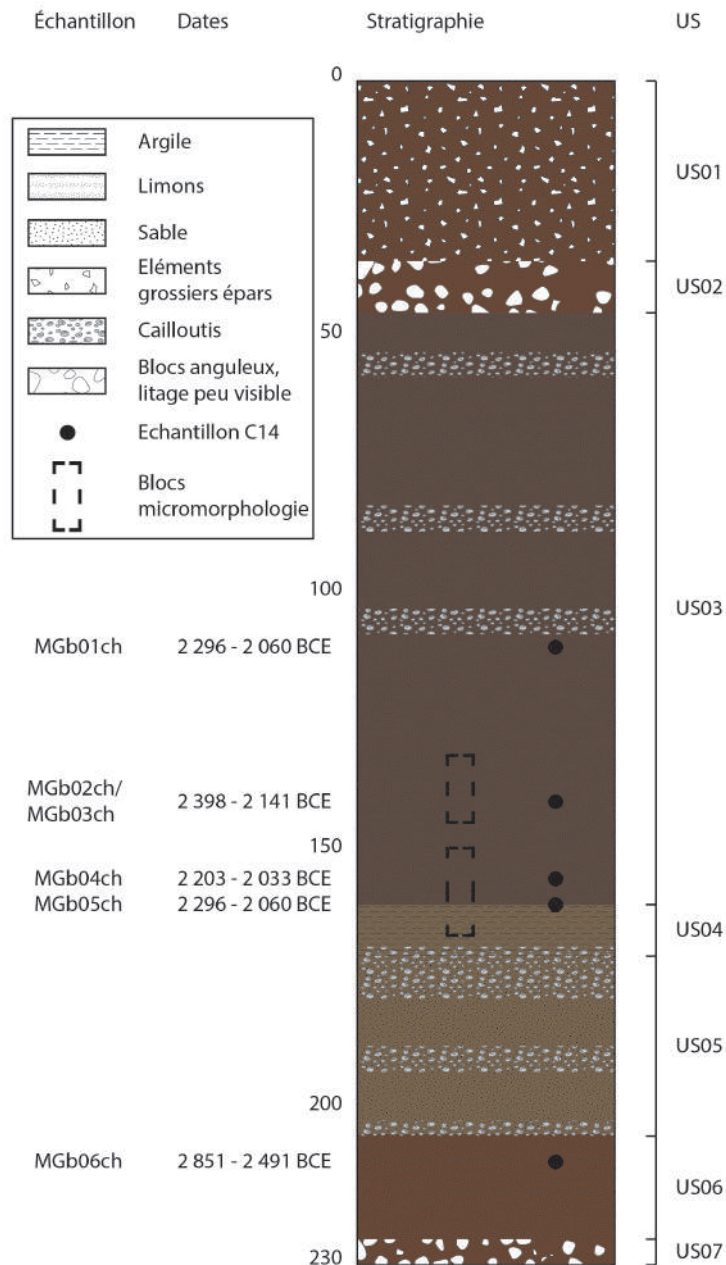 Échantillon Dates Stratigraphie US
0
Argile
Limons
Sable
Eléments
grossiers épars
Cailloutis
Blocs anguleux,
litage peu visible
Echantillon C14
Blocs
micromorphologie
US01
US02
50
100
US03
MGb01ch 2 296 - 2 060 BCE
MGb02ch/
MGb03ch 2 398 - 2 141 BCE
150
MGb04ch 2 203 - 2 033 BCE
MGb05ch 2 296 - 2 060 BCE
US04
US05
200
MGb06ch 2 851 - 2 491 BCE
US06
US07
230